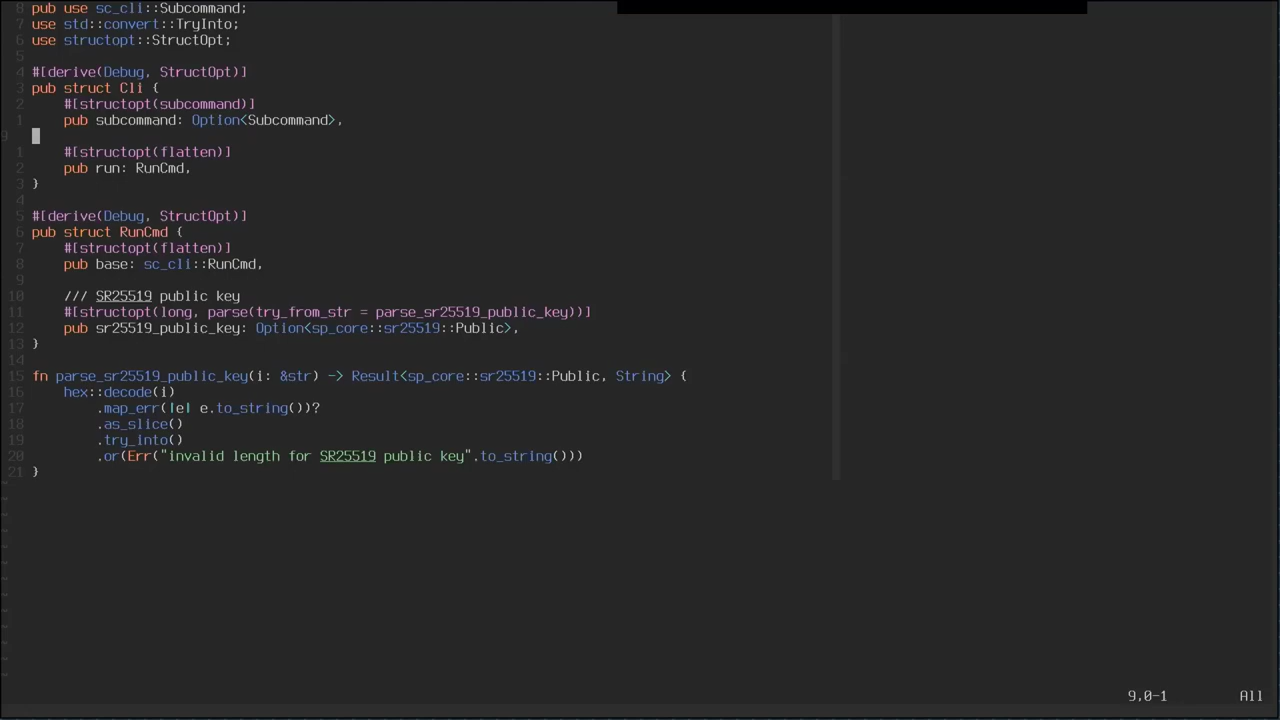 8 pub use sc_cli::Subcommand;
7 use std::convert::TryInto;
6 use structopt::StructOpt;
5
4 #[derive(Debug, StructOpt)]
3 pub struct Cli {
2     #[structopt(subcommand)]
1     pub subcommand: Option<Subcommand>,
9
1     #[structopt(flatten)]
2     pub run: RunCmd,
3 }
4
5 #[derive(Debug, StructOpt)]
6 pub struct RunCmd {
7     #[structopt(flatten)]
8     pub base: sc_cli::RunCmd,
9
10     /// SR25519 public key
11     #[structopt(long, parse(try_from_str = parse_sr25519_public_key))]
12     pub sr25519_public_key: Option<sp_core::sr25519::Public>,
13 }
14
15 fn parse_sr25519_public_key(i: &str) -> Result<sp_core::sr25519::Public, String> {
16     hex::decode(i)
17         .map_err(|e| e.to_string())?
18         .as_slice()
19         .try_into()
20         .or(Err("invalid length for SR25519 public key".to_string()))
21 }
~
~
~
~
~
~
~
~
~
~
~
~
~
9,0-1 All